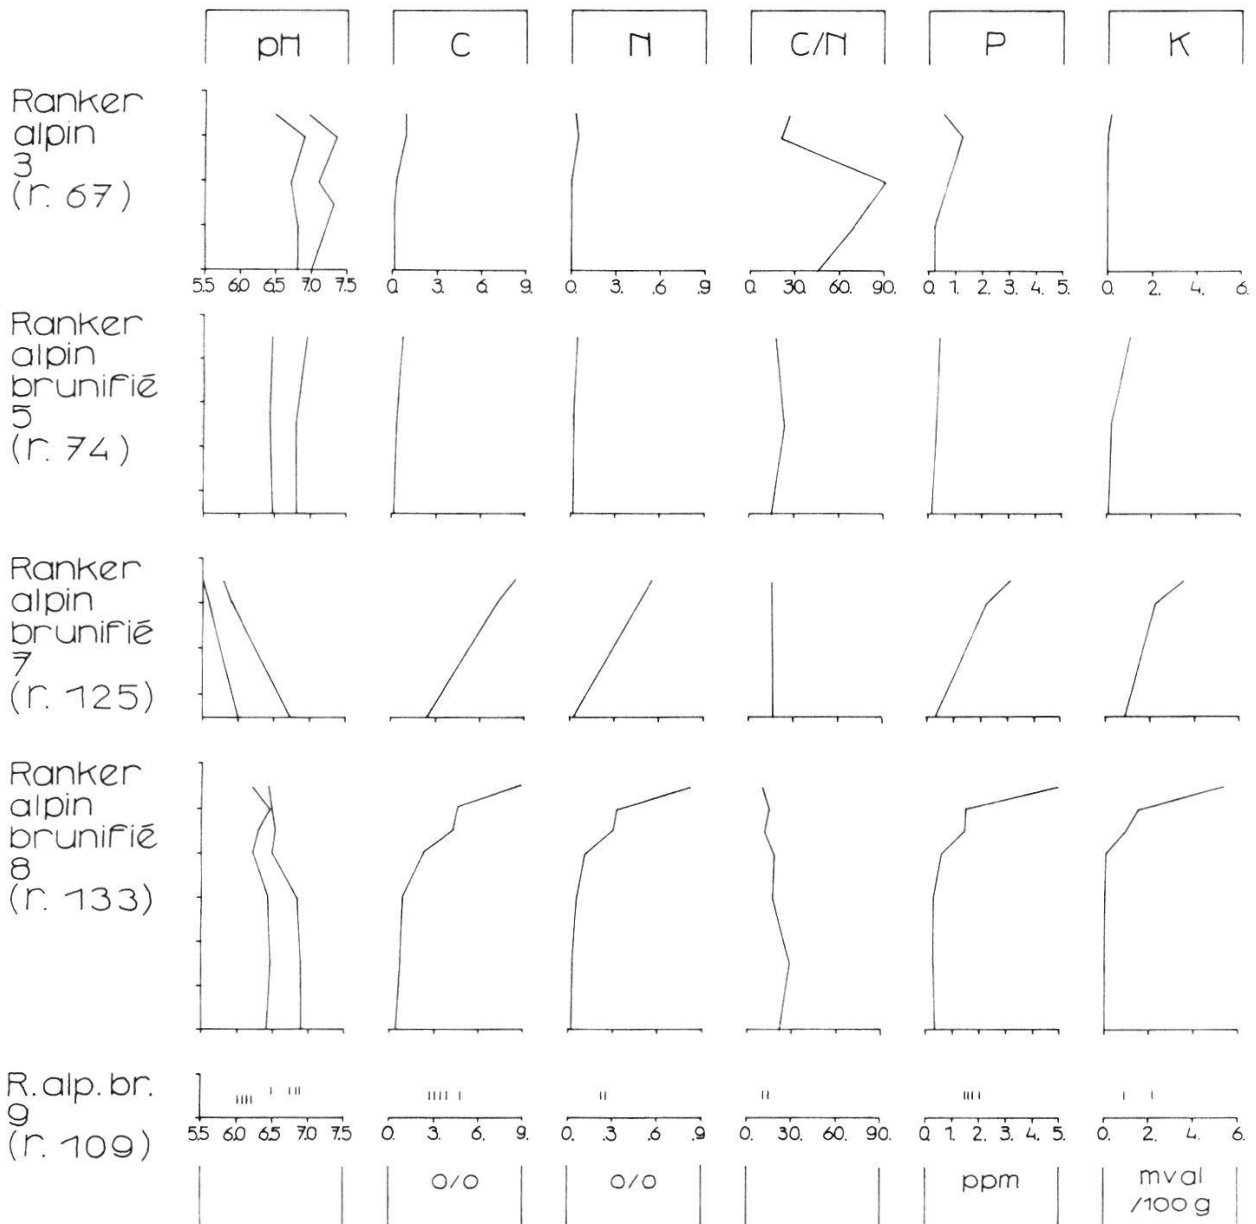 pH C N C/N P K
Ranker
alpin
3
(r. 67)
5.5 6.0 6.5 7.0 7.5 0. 3. 6. 9. 0. .3 .6 .9 0. 30. 60. 90. 0. 1. 2. 3. 4. 5. 0. 2. 4. 6.
Ranker
alpin
brunifié
5
(r. 74)
Ranker
alpin
brunifié
7
(r. 125)
Ranker
alpin
brunifié
8
(r. 133)
R. alp. br.
9
(r. 109)
5.5 6.0 6.5 7.0 7.5 0. 3. 6. 9. 0. .3 .6 .9 0. 30. 60. 90. 0. 1. 2. 3. 4. 5. 0. 2. 4. 6.
0/0 0/0 ppm mval
/100 g